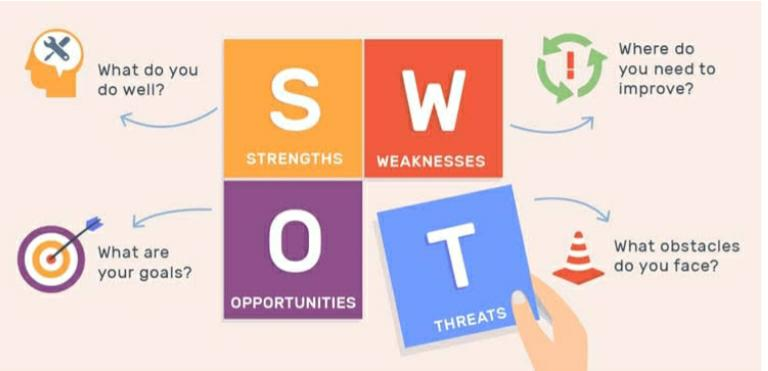 What do you
do well?
S
STRENGTHS
W
WEAKNESSES
Where do
you need to
improve?
What are
your goals?
O
OPPORTUNITIES
T
THREATS
What obstacles
do you face?